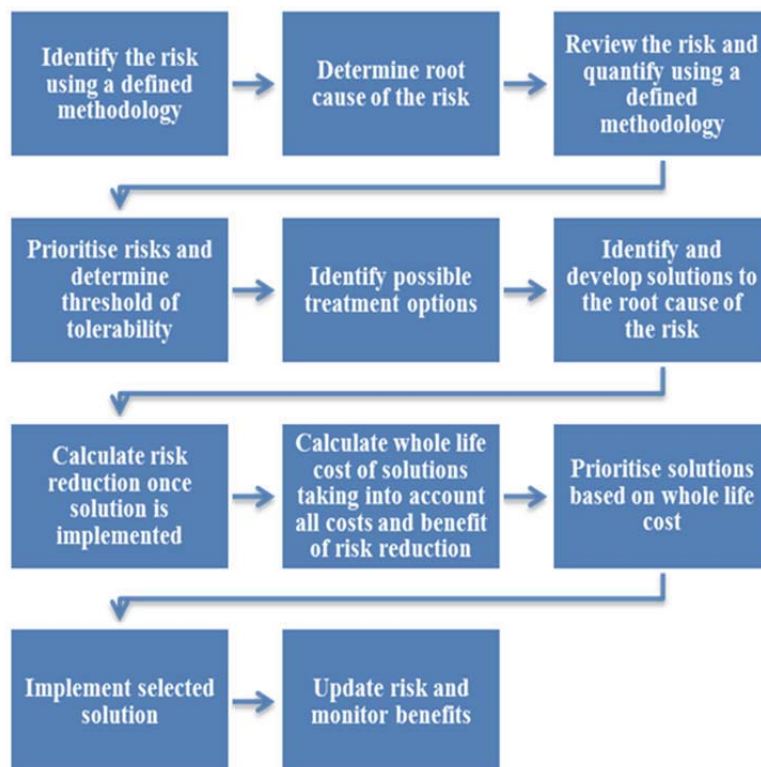 Identify the risk
using a defined
methodology
Determine root
cause of the risk
Review the risk and
quantify using a
defined
methodology
Prioritise risks and
determine
threshold of
tolerability
Identify possible
treatment options
Identify and
develop solutions to
the root cause of
the risk
Calculate risk
reduction once
solution is
implemented
Calculate whole life
cost of solutions
taking into account
all costs and benefit
of risk reduction
Prioritise solutions
based on whole life
cost
Implement selected
solution
Update risk and
monitor benefits